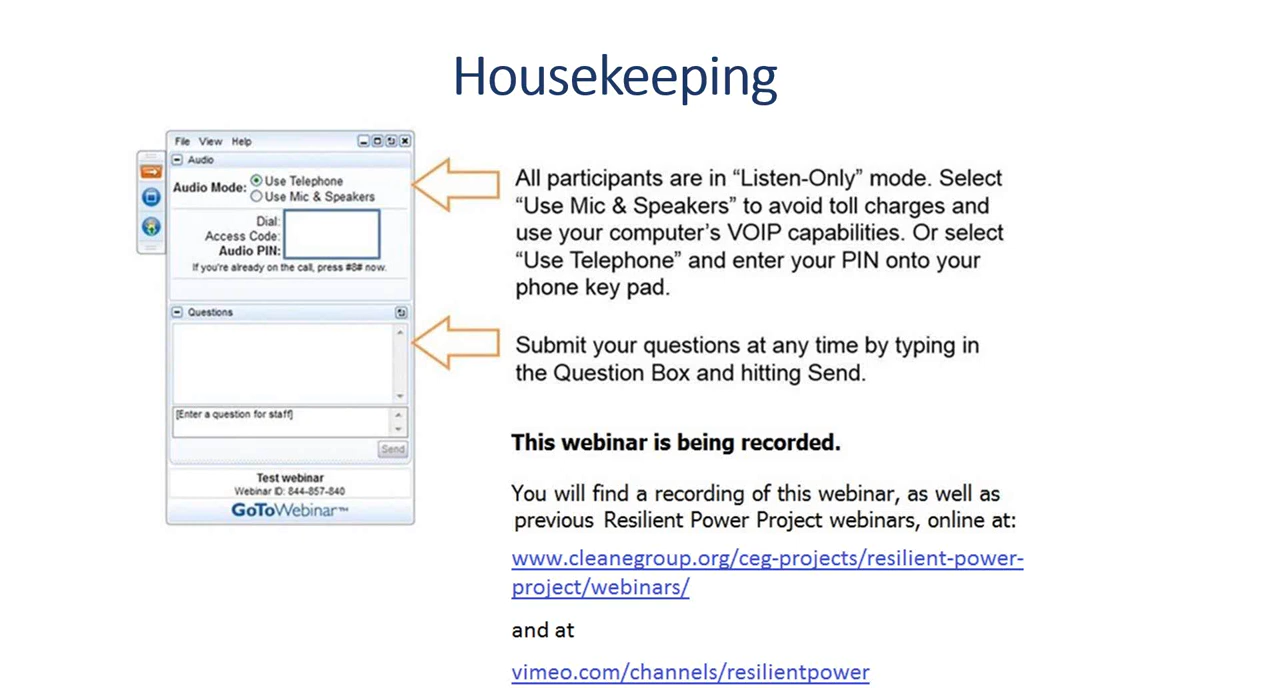 Housekeeping
File View Help
Audio
Audio Mode: Use Telephone
Use Mic & Speakers
Dial:
Access Code:
Audio PIN:
If you're already on the call, press #8# now.
Questions
[Enter a question for staff]
Send
Test webinar
Webinar ID: 844-857-840
GoToWebinar™
All participants are in “Listen-Only” mode. Select
“Use Mic & Speakers” to avoid toll charges and
use your computer’s VOIP capabilities. Or select
“Use Telephone” and enter your PIN onto your
phone key pad.
Submit your questions at any time by typing in
the Question Box and hitting Send.
This webinar is being recorded.
You will find a recording of this webinar, as well as
previous Resilient Power Project webinars, online at:
www.cleanegroup.org/ceg-projects/resilient-power-
project/webinars/
and at
vimeo.com/channels/resilientpower